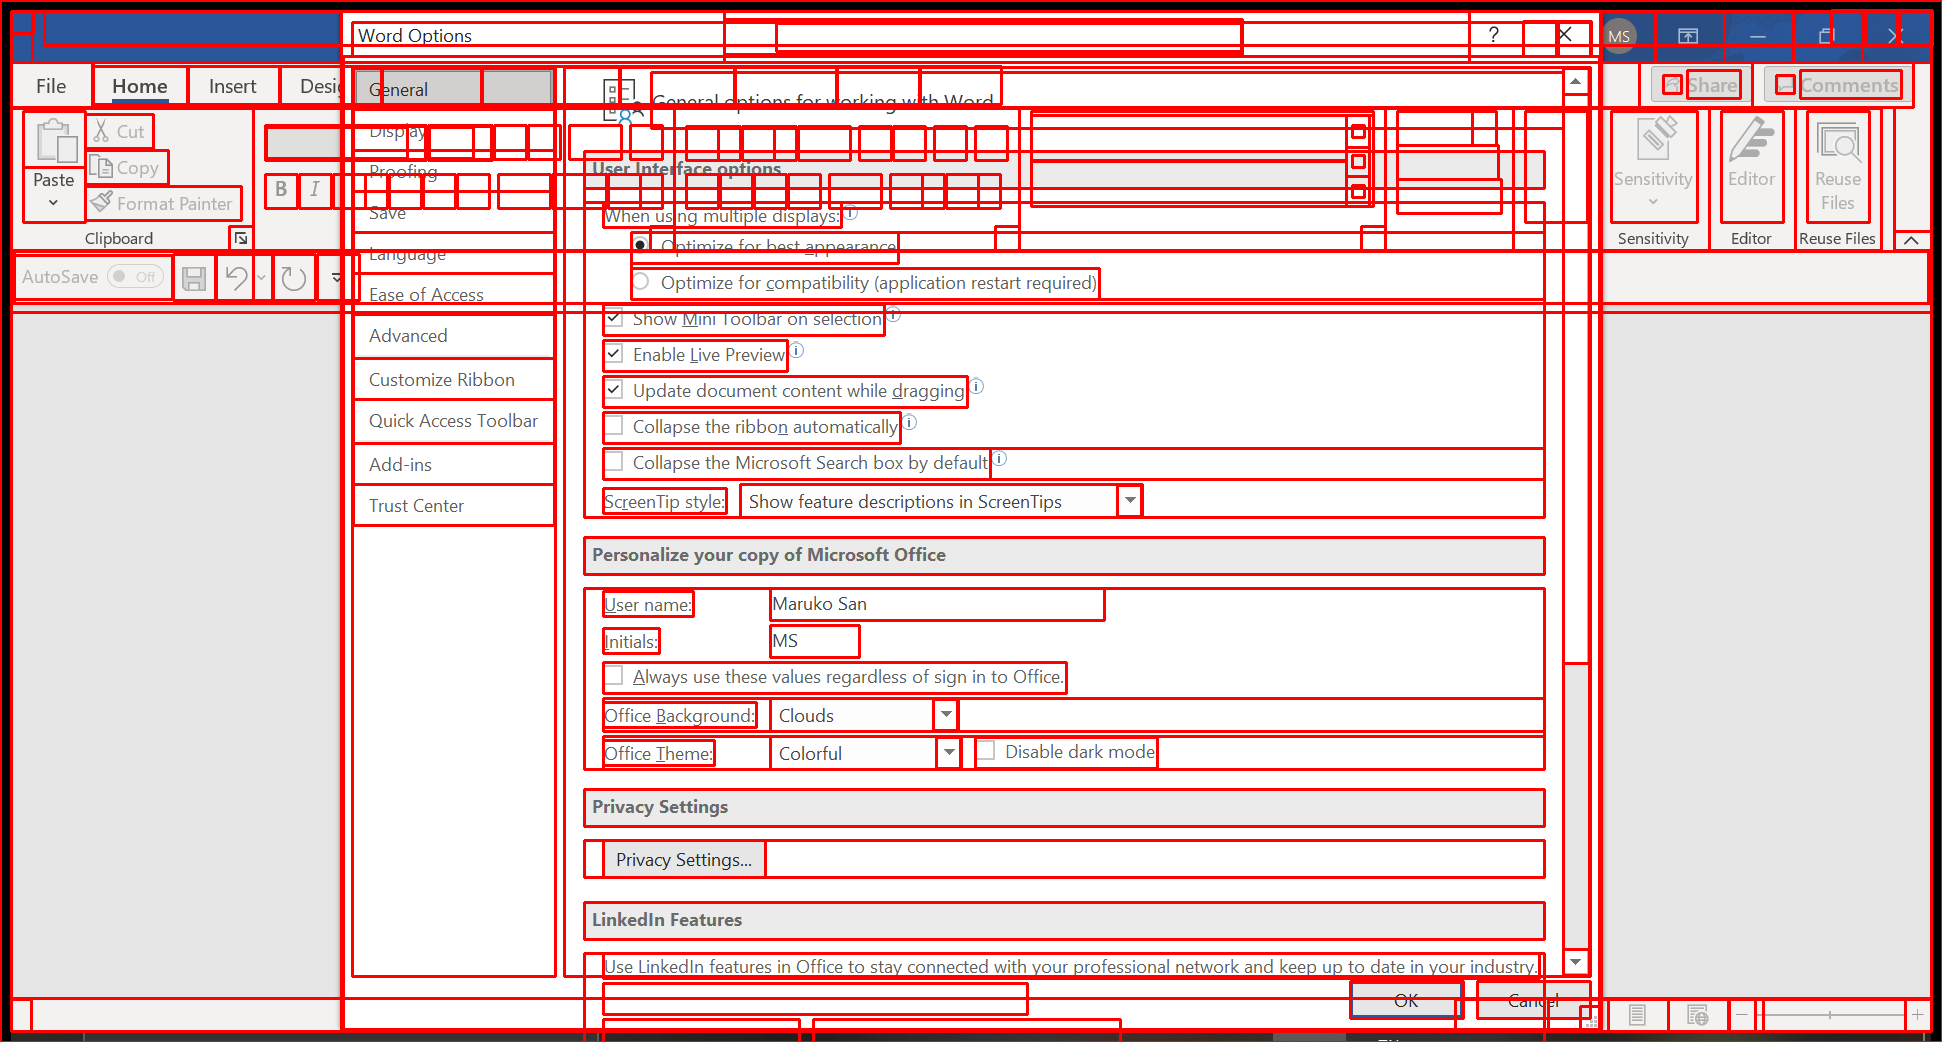 Word Options
?
MS
File
Home
Insert
Share
Comments
General
General options for working with Word
Display
Proofing
Save
Language
Ease of Access
Advanced
Customize Ribbon
Quick Access Toolbar
Add-ins
Trust Center
Paste
Cut
Copy
Format Painter
Clipboard
B I
AutoSave Off
User Interface options
When using multiple displays:
Optimize for best appearance
Optimize for compatibility (application restart required)
Show Mini Toolbar on selection
Enable Live Preview
Update document content while dragging
Collapse the ribbon automatically
Collapse the Microsoft Search box by default
ScreenTip style: Show feature descriptions in ScreenTips
Personalize your copy of Microsoft Office
User name: Maruko San
Initials: MS
Always use these values regardless of sign in to Office.
Office Background: Clouds
Office Theme: Colorful Disable dark mode
Privacy Settings
Privacy Settings...
LinkedIn Features
Use LinkedIn features in Office to stay connected with your professional network and keep up to date in your industry.
OK
Cancel
Sensitivity
Editor
Reuse
Files
Sensitivity
Editor
Reuse Files